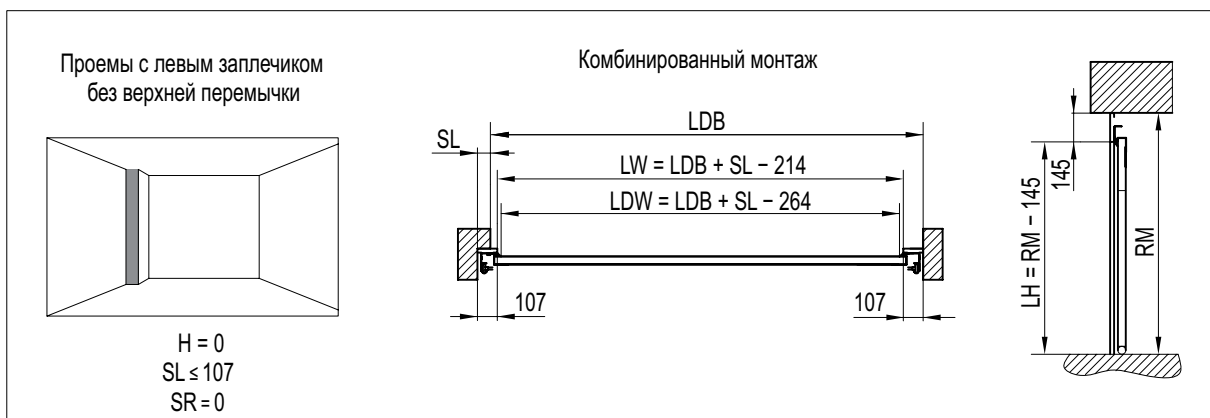 Проемы с левым заплечиком
без верхней перемычки
H = 0
SL ≤ 107
SR = 0
Комбинированный монтаж
LDB
SL
LW = LDB + SL − 214
LDW = LDB + SL − 264
107
107
145
LH = RM − 145
RM